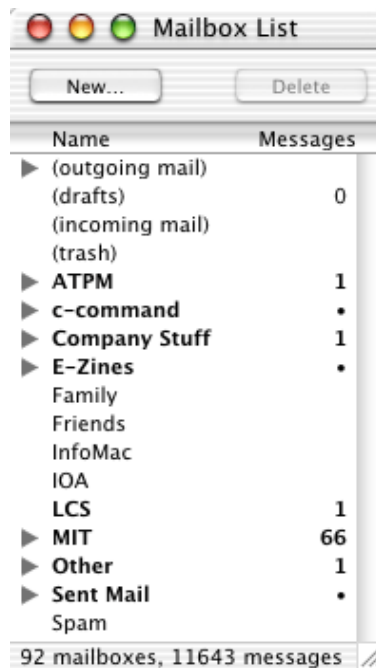 Mailbox List
New... Delete
Name Messages
(outgoing mail)
(drafts) 0
(incoming mail)
(trash)
ATPM 1
c-command •
Company Stuff 1
E-Zines •
Family
Friends
InfoMac
IOA
LCS 1
MIT 66
Other 1
Sent Mail •
Spam
92 mailboxes, 11643 messages